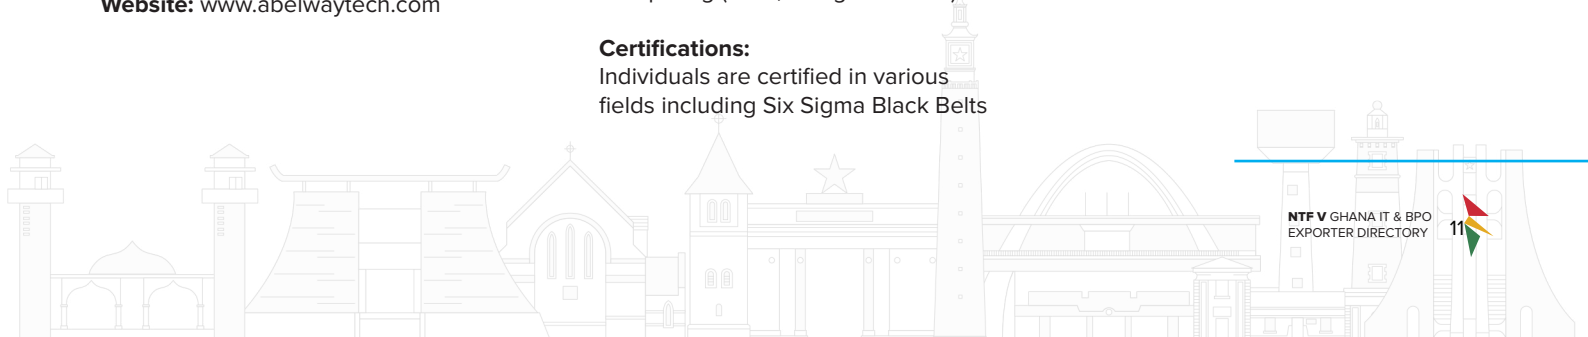 Website: www.abelwaytech.com
Certifications:
Individuals are certified in various
fields including Six Sigma Black Belts
NTF V GHANA IT & BPO
EXPORTER DIRECTORY
11